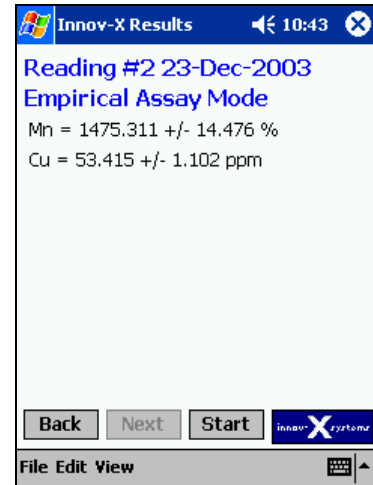 Innov-X Results 10:43
Reading #2 23-Dec-2003
Empirical Assay Mode
Mn = 1475.311 +/- 14.476 %
Cu = 53.415 +/- 1.102 ppm
Back Next Start innov-X systems
File Edit View